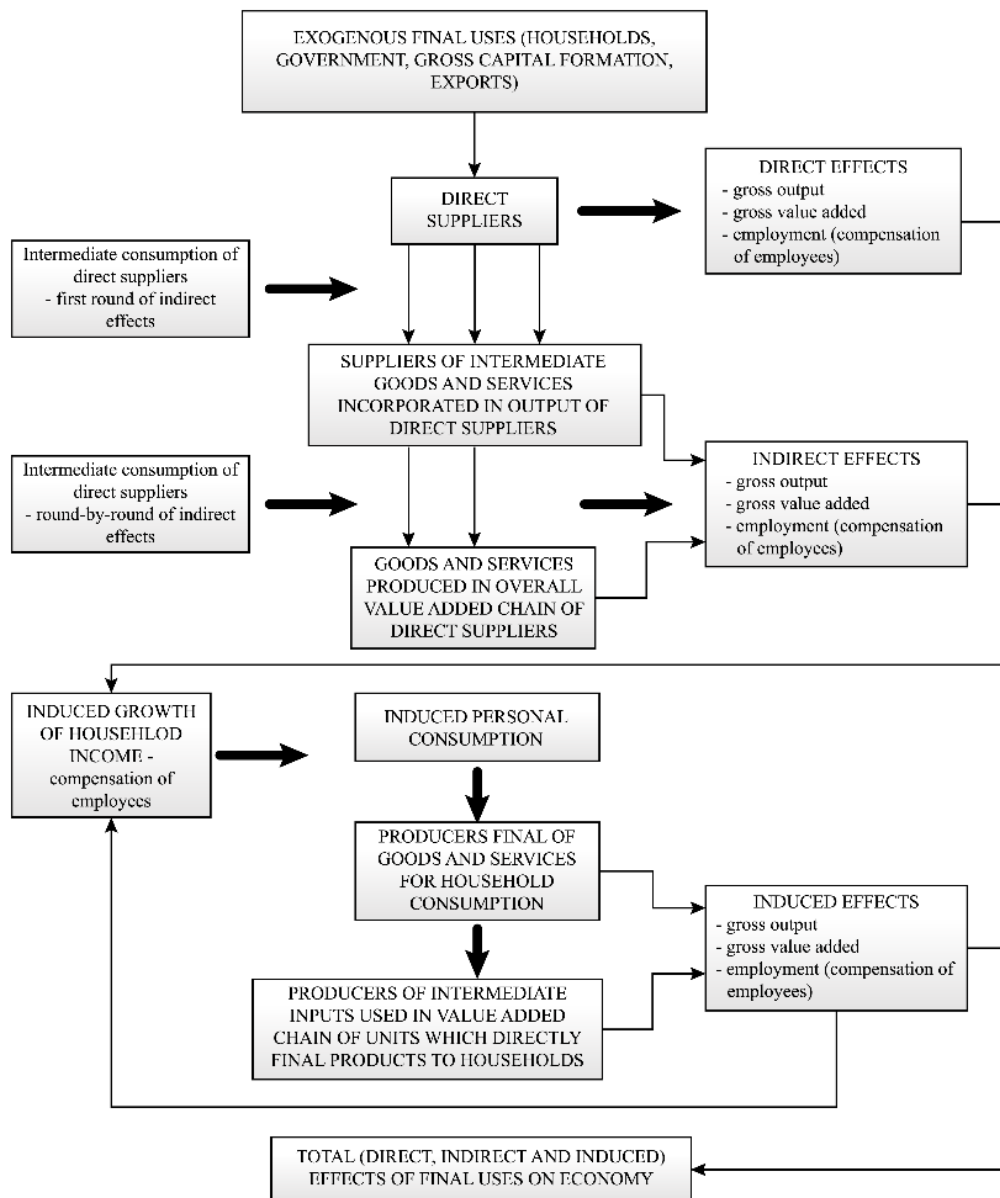 EXOGENOUS FINAL USES (HOUSEHOLDS,
GOVERNMENT, GROSS CAPITAL FORMATION,
EXPORTS)
DIRECT
SUPPLIERS
DIRECT EFFECTS
- gross output
- gross value added
- employment (compensation
of employees)
Intermediate consumption of
direct suppliers
- first round of indirect
effects
SUPPLIERS OF INTERMEDIATE
GOODS AND SERVICES
INCORPORATED IN OUTPUT OF
DIRECT SUPPLIERS
Intermediate consumption of
direct suppliers
- round-by-round of indirect
effects
INDIRECT EFFECTS
- gross output
- gross value added
- employment (compensation
of employees)
GOODS AND SERVICES
PRODUCED IN OVERALL
VALUE ADDED CHAIN OF
DIRECT SUPPLIERS
INDUCED GROWTH
OF HOUSEHLOD
INCOME -
compensation of
employees
INDUCED PERSONAL
CONSUMPTION
PRODUCERS FINAL OF
GOODS AND SERVICES
FOR HOUSEHOLD
CONSUMPTION
INDUCED EFFECTS
- gross output
- gross value added
- employment (compensation of
employees)
PRODUCERS OF INTERMEDIATE
INPUTS USED IN VALUE ADDED
CHAIN OF UNITS WHICH DIRECTLY
FINAL PRODUCTS TO HOUSEHOLDS
TOTAL (DIRECT, INDIRECT AND INDUCED)
EFFECTS OF FINAL USES ON ECONOMY